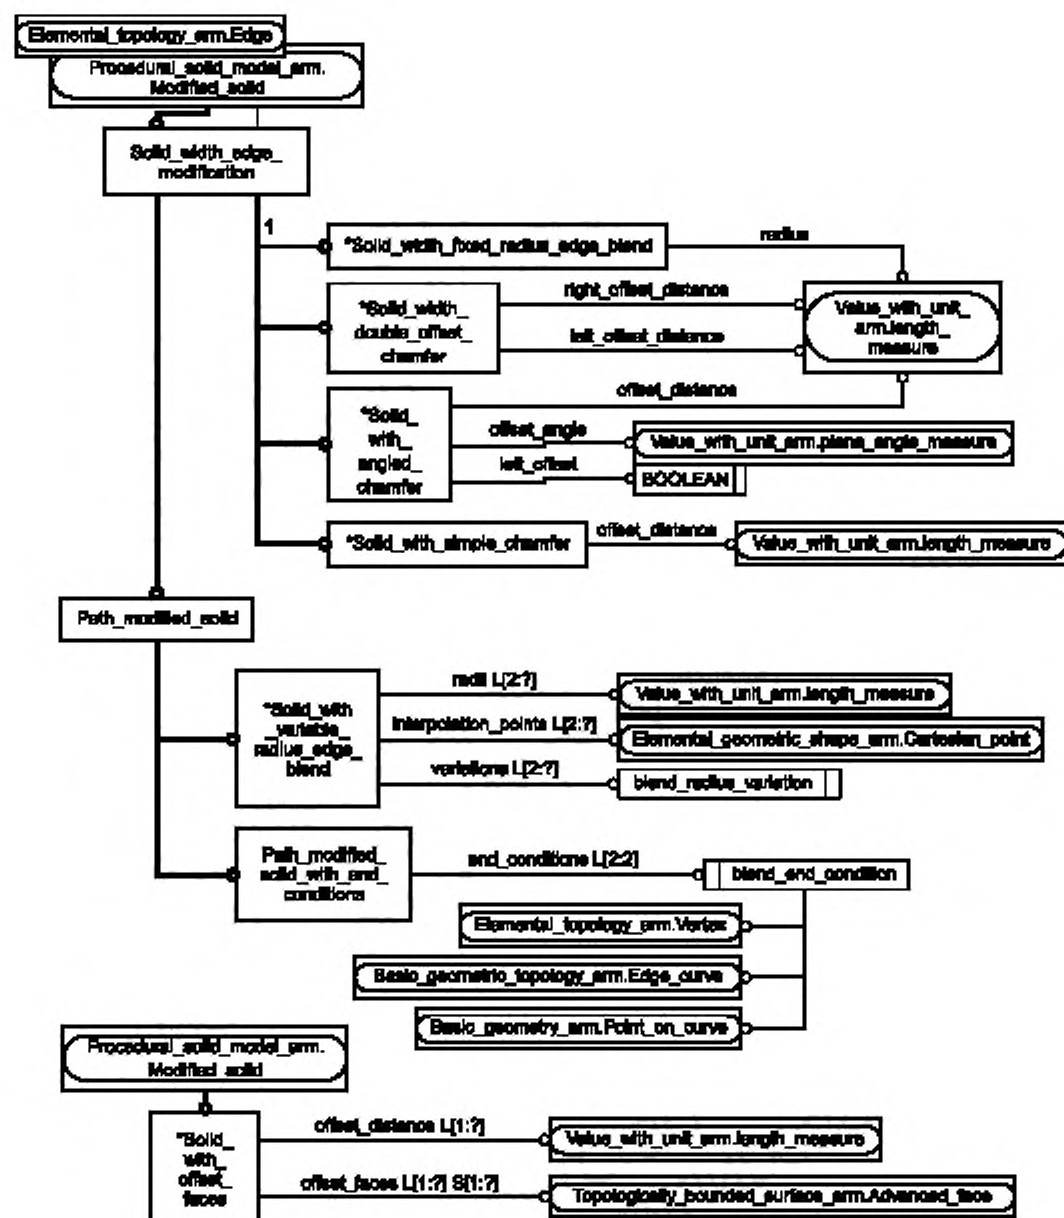 Elemental_topology_arm.Edge
Procedural_solid_model_arm.
Modified_solid
Solid_width_edge_
modification
1
*Solid_width_fixed_radius_edge_blend
radius
*Solid_width_
double_offset_
chamfer
right_offset_distance
left_offset_distance
Value_with_unit_
arm.length_
measure
offset_distance
*Solid_
with_
angled_
chamfer
offset_angle
Value_with_unit_arm.plane_angle_measure
left_offset
BOOLEAN
*Solid_with_simple_chamfer
offset_distance
Value_with_unit_arm.length_measure
Path_modified_solid
*Solid_with
_variable_
radius_edge_
blend
radii L[2:?]
Value_with_unit_arm.length_measure
interpolation_points L[2:?]
Elemental_geometric_shape_arm.Cartesian_point
variations L[2:?]
blend_radius_variation
Path_modified_
solid_with_end_
conditions
end_conditions L[2:2]
blend_end_condition
Elemental_topology_arm.Vertex
Basic_geometric_topology_arm.Edge_curve
Basic_geometry_arm.Point_on_curve
Procedural_solid_model_arm.
Modified_solid
*Solid_
with_
offset_
faces
offset_distance L[1:?]
Value_with_unit_arm.length_measure
offset_faces L[1:?] S[1:?]
Topologically_bounded_surface_arm.Advanced_face